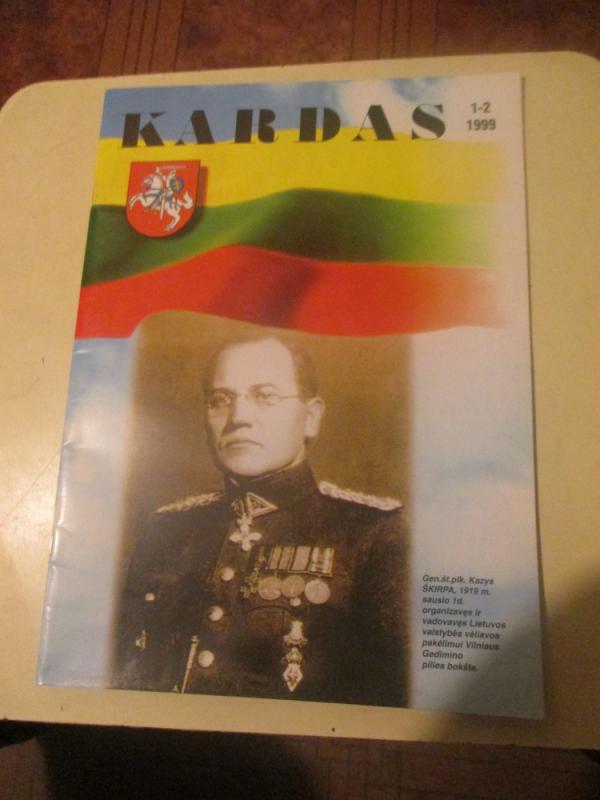 KARDAS
1-2
1999
Gen.št.plk. Kazys
ŠKIRPA, 1919 m.
sausio 1d.
organizavęs ir
vadovavęs Lietuvos
valstybės vėliavos
pakėlimui Vilniaus
Gedimino
pilies bokšte.